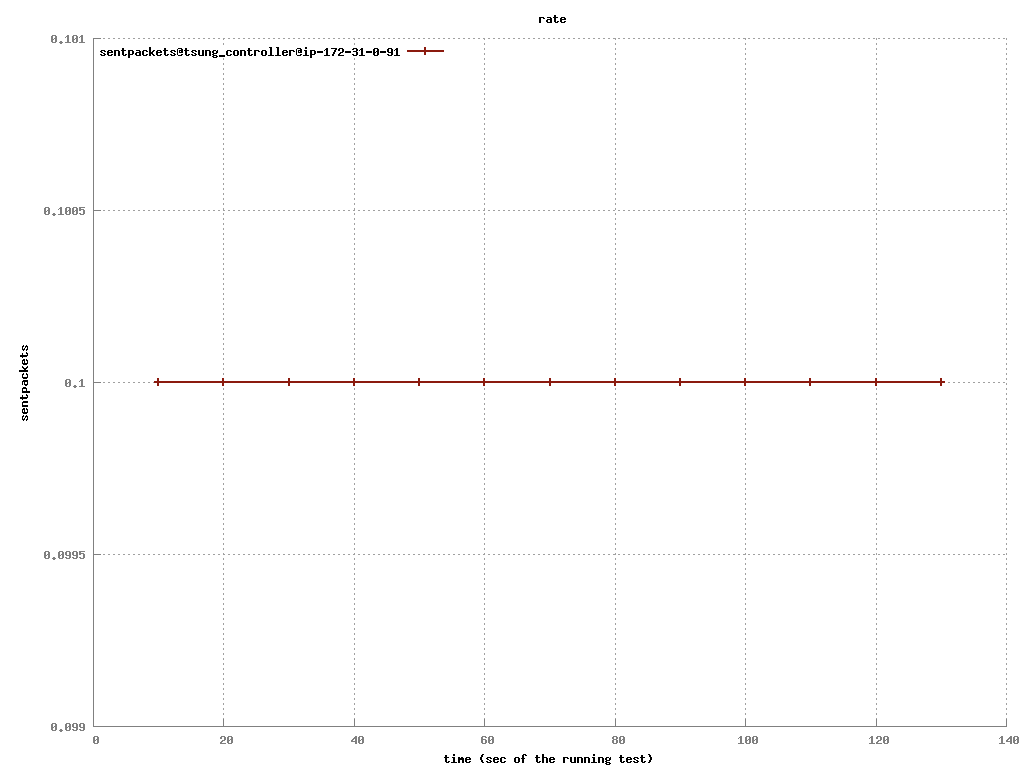 rate
0.101
sentpackets@tsung_controller@ip-172-31-0-91
0.1005
0.1
sentpackets
0.0995
0.099
0 20 40 60 80 100 120 140
time (sec of the running test)